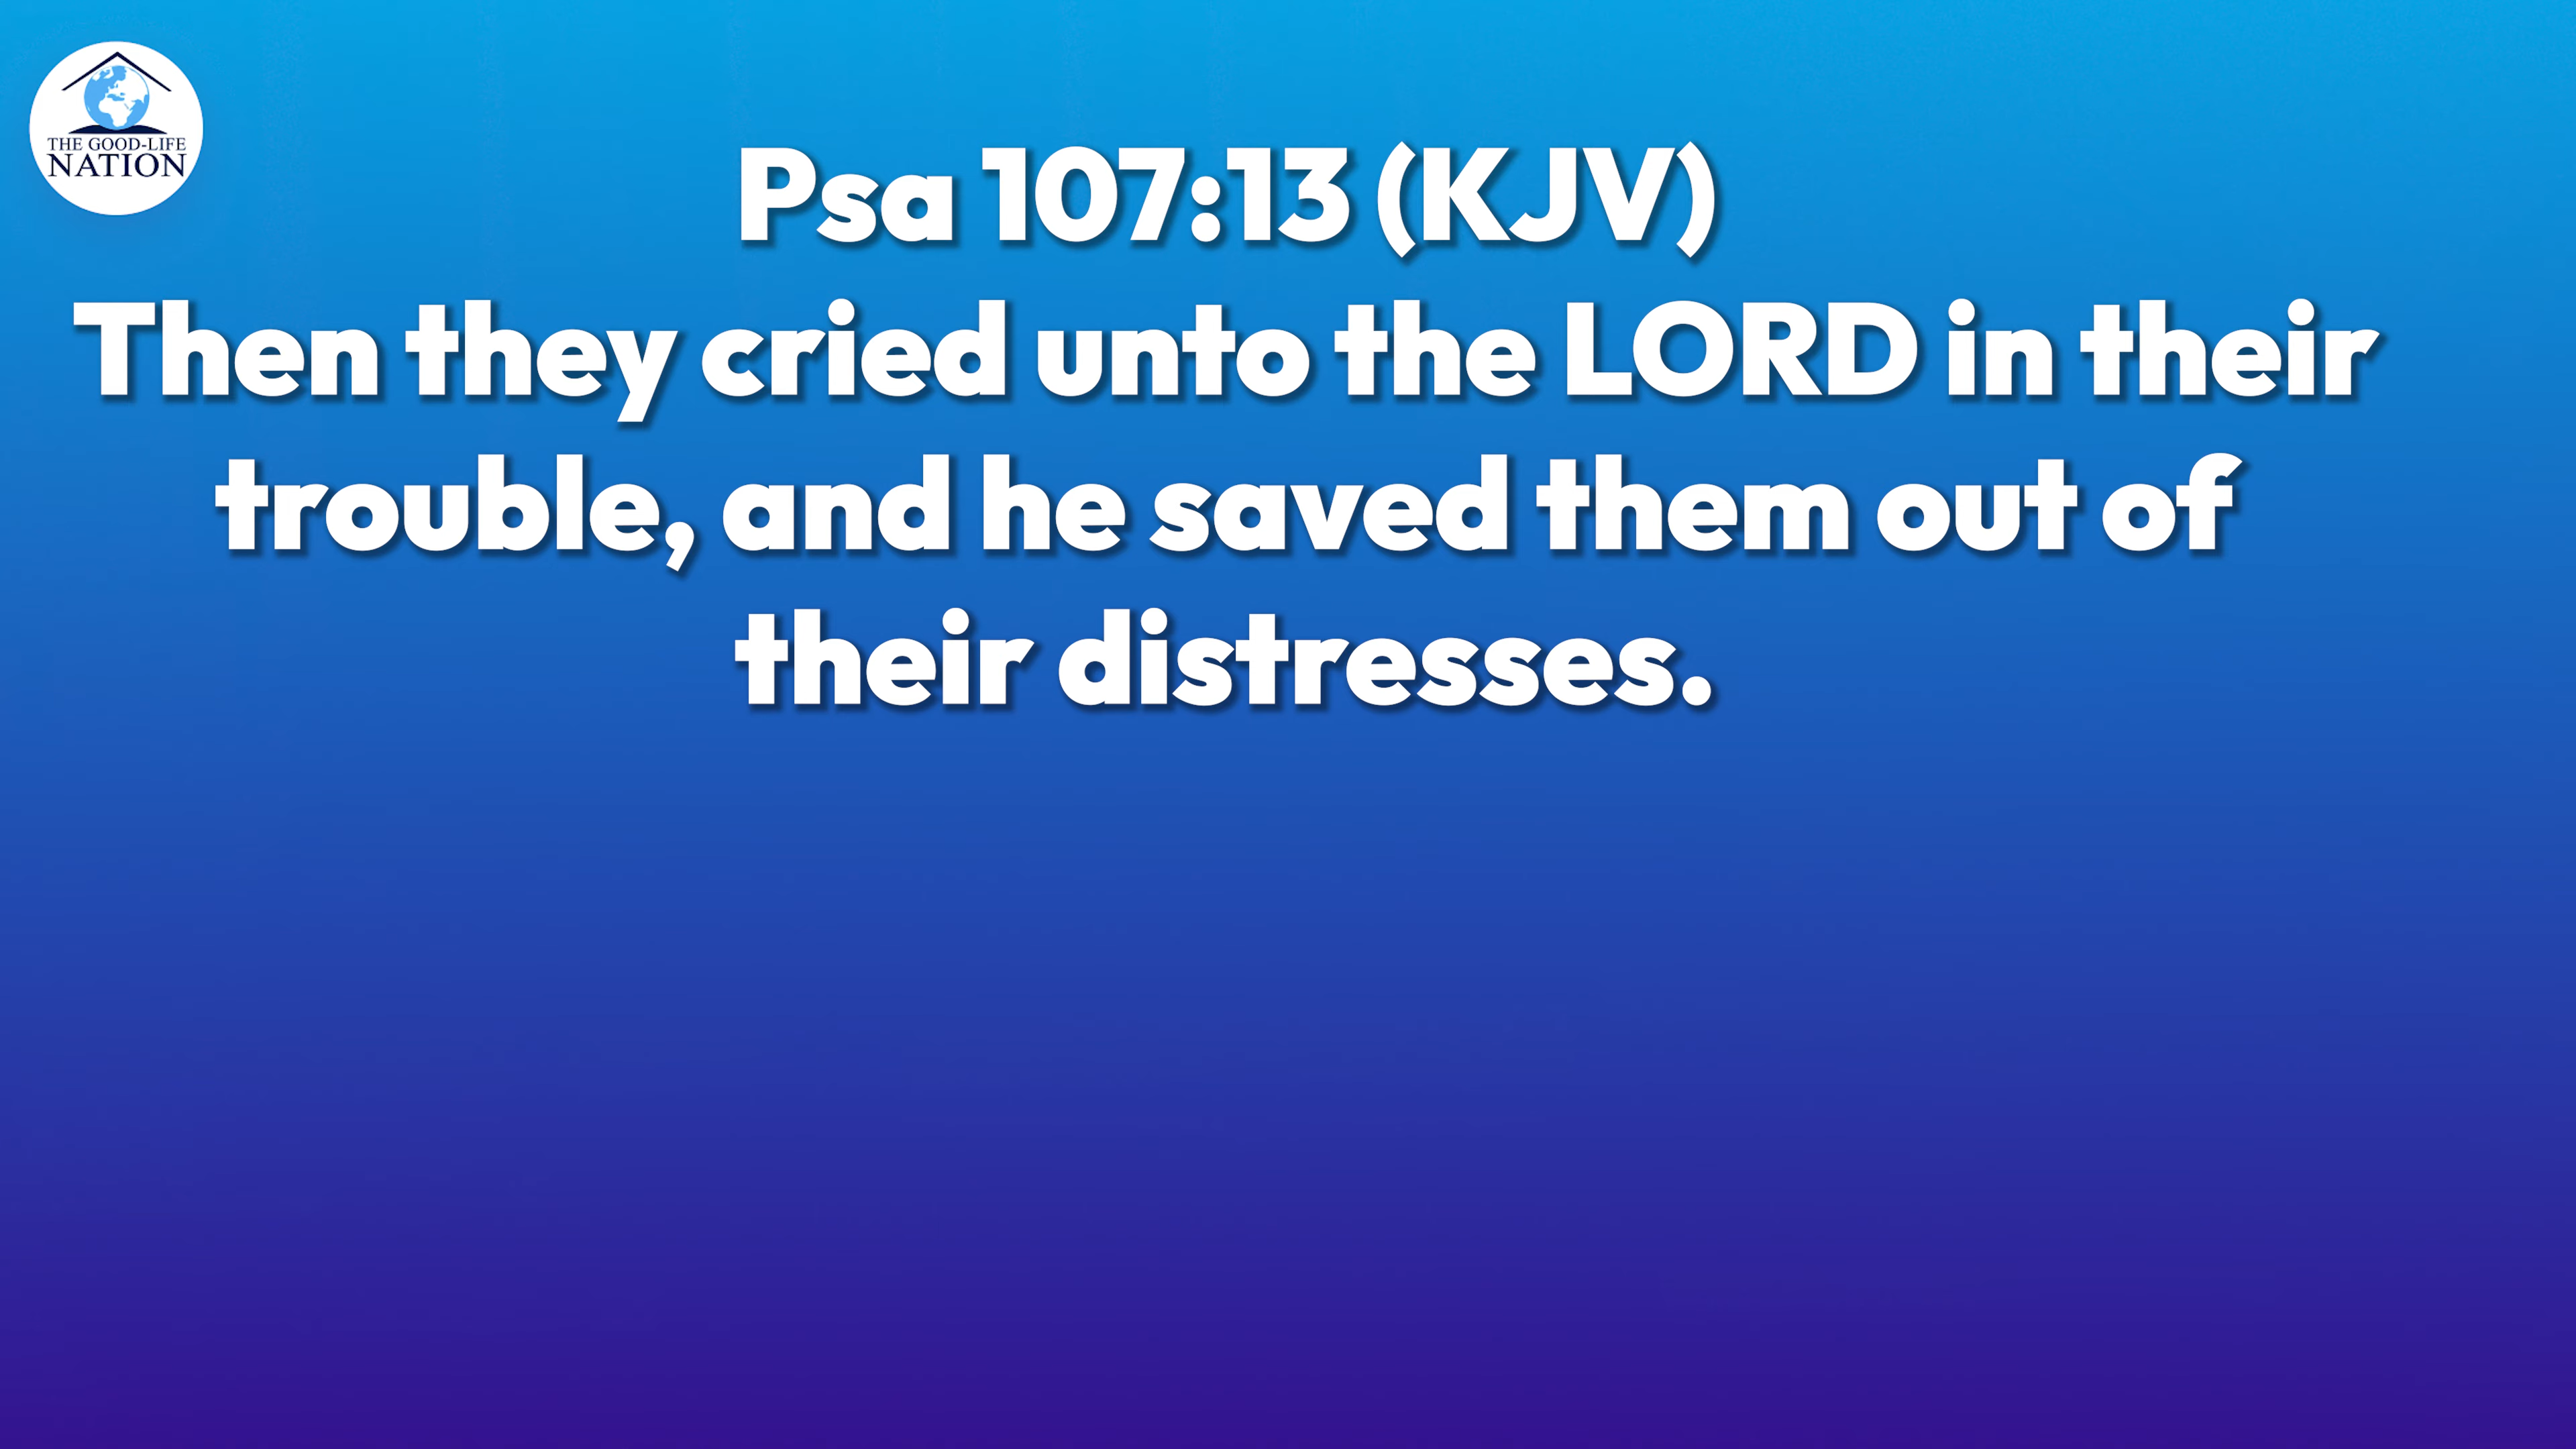 THE GOOD-LIFE
NATION
Psa 107:13 (KJV)
Then they cried unto the LORD in their
trouble, and he saved them out of
their distresses.